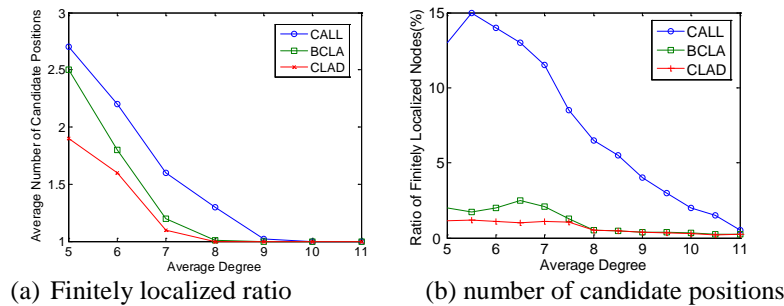 3
2.5
2
1.5
1
5 6 7 8 9 10 11
Average Number of Candidate Positions
Average Degree
CALL
BCLA
CLAD
15
10
5
0
5 6 7 8 9 10 11
Ratio of Finitely Localized Nodes(%)
Average Degree
CALL
BCLA
CLAD
(a) Finitely localized ratio
(b) number of candidate positions